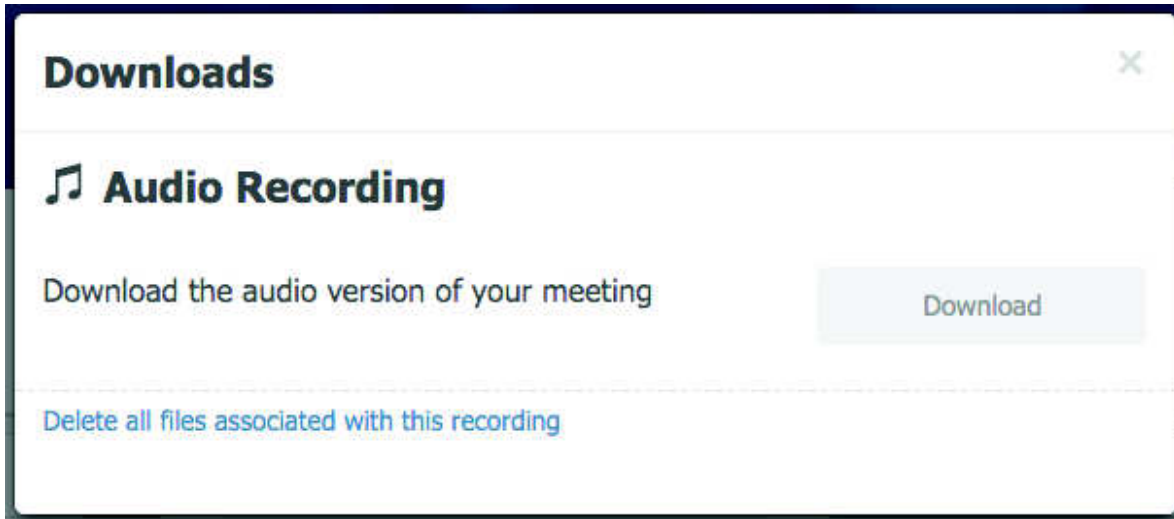 Downloads
Audio Recording
Download the audio version of your meeting
Download
Delete all files associated with this recording